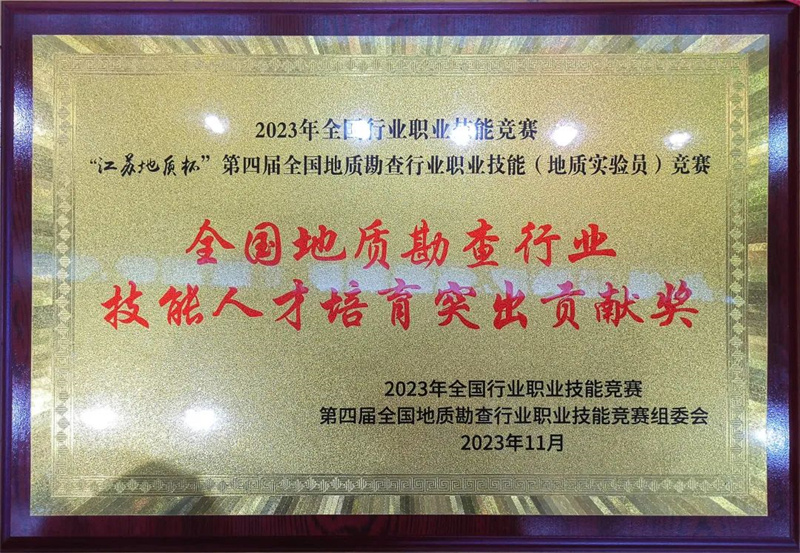 2023年全国行业职业技能竞赛
“江苏地质杯”第四届全国地质勘查行业职业技能（地质实验员）竞赛
全国地质勘查行业
技能人才培育突出贡献奖
2023年全国行业职业技能竞赛
第四届全国地质勘查行业职业技能竞赛组委会
2023年11月